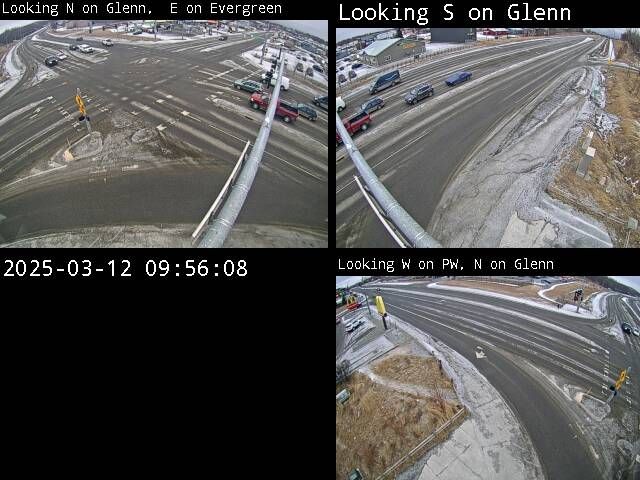 Looking N on Glenn,  E on Evergreen
Looking S on Glenn
2025-03-12 09:56:08
Looking W on PW, N on Glenn